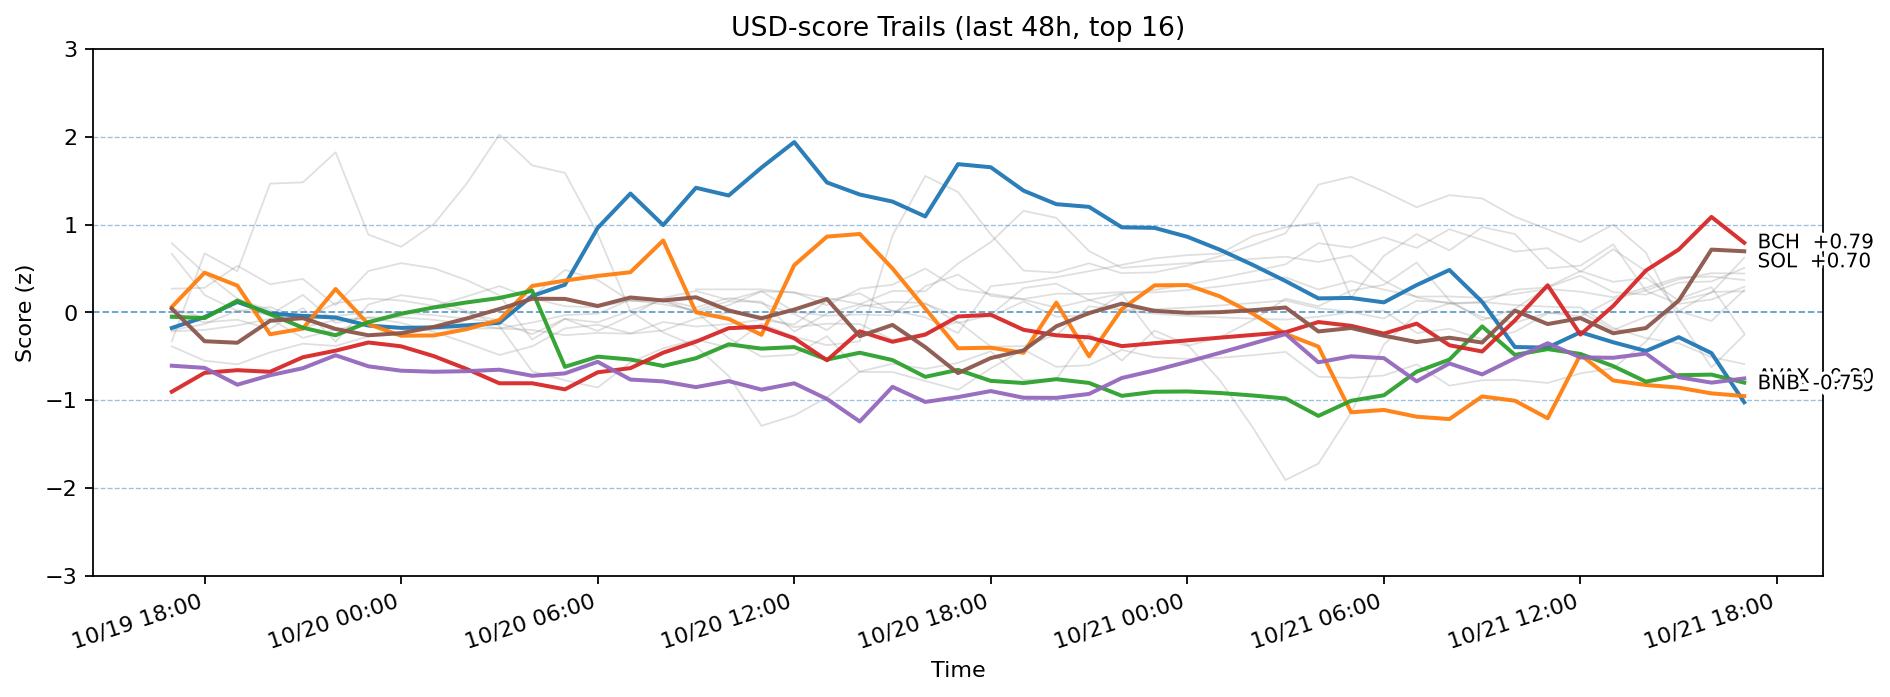 USD-score Trails (last 48h, top 16)
Score (z)
3
2
1
0
−1
−2
−3
BCH +0.79
SOL +0.70
BNB -0.75
10/19 18:00
10/20 00:00
10/20 06:00
10/20 12:00
10/20 18:00
10/21 00:00
10/21 06:00
10/21 12:00
10/21 18:00
Time